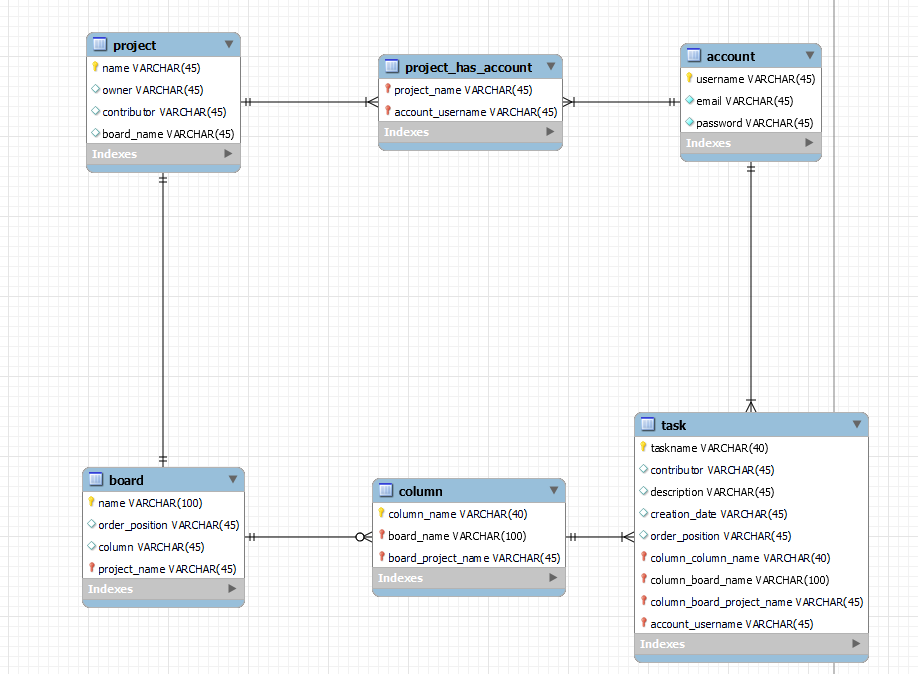 project
name VARCHAR(45)
owner VARCHAR(45)
contributor VARCHAR(45)
board_name VARCHAR(45)
Indexes
project_has_account
project_name VARCHAR(45)
account_username VARCHAR(45)
Indexes
account
username VARCHAR(45)
email VARCHAR(45)
password VARCHAR(45)
Indexes
board
name VARCHAR(100)
order_position VARCHAR(45)
column VARCHAR(45)
project_name VARCHAR(45)
Indexes
column
column_name VARCHAR(40)
board_name VARCHAR(100)
board_project_name VARCHAR(45)
Indexes
task
taskname VARCHAR(40)
contributor VARCHAR(45)
description VARCHAR(45)
creation_date VARCHAR(45)
order_position VARCHAR(45)
column_column_name VARCHAR(40)
column_board_name VARCHAR(100)
column_board_project_name VARCHAR(45)
account_username VARCHAR(45)
Indexes